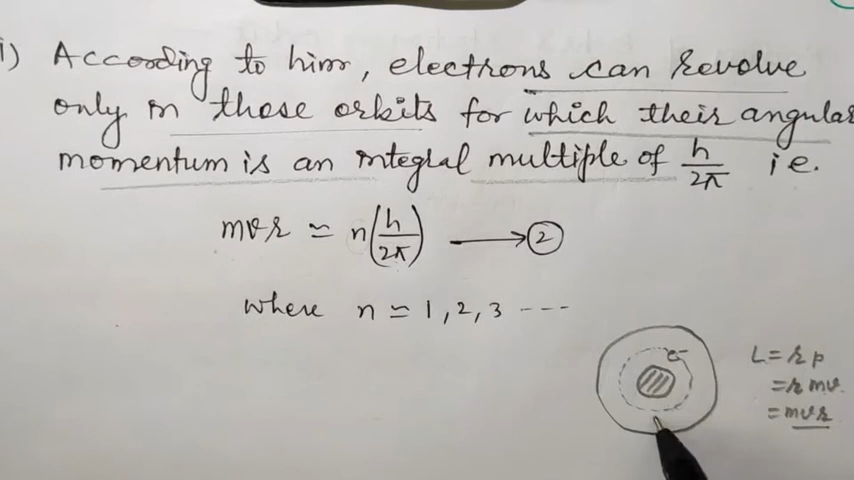 i) According to him, electrons can revolve
only in those orbits for which their angular
momentum is an integral multiple of h/2π i.e.
mvr = n(h/2π) → ②
where n = 1, 2, 3 ----
e-
L = rp
= r mv.
= mvr